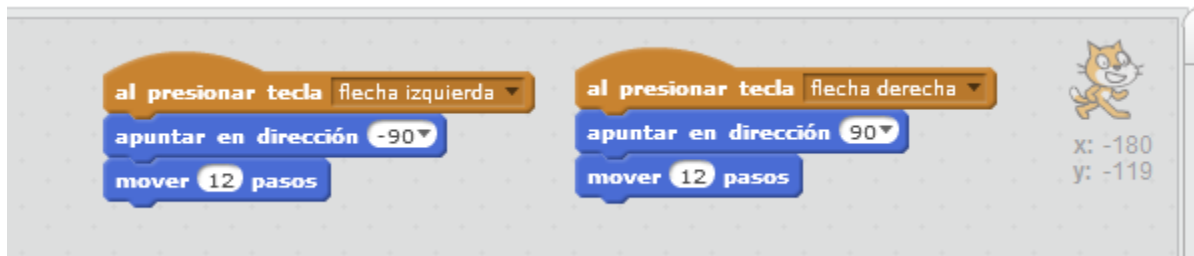 al presionar tecla flecha izquierda
apuntar en dirección -90
mover 12 pasos
al presionar tecla flecha derecha
apuntar en dirección 90
mover 12 pasos
x: -180
y: -119